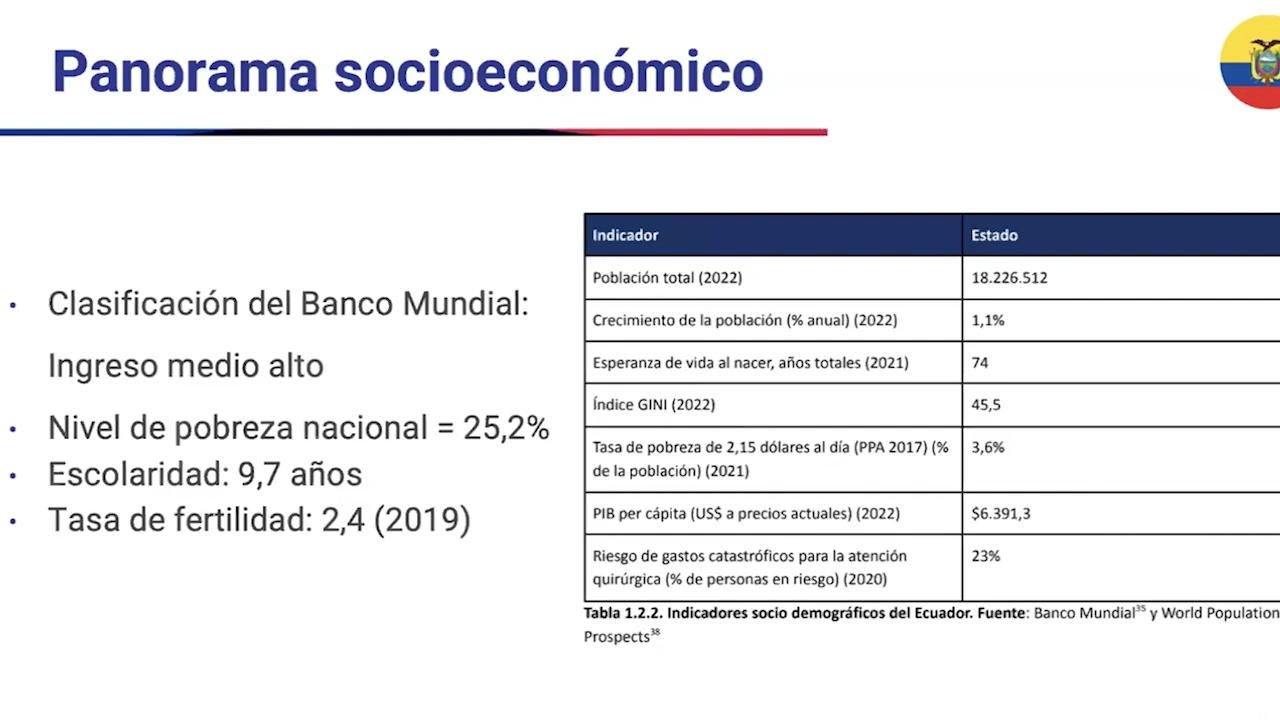 Panorama socioeconómico
• Clasificación del Banco Mundial:
Ingreso medio alto
• Nivel de pobreza nacional = 25,2%
• Escolaridad: 9,7 años
• Tasa de fertilidad: 2,4 (2019)
Indicador Estado
Población total (2022) 18.226.512
Crecimiento de la población (% anual) (2022) 1,1%
Esperanza de vida al nacer, años totales (2021) 74
Índice GINI (2022) 45,5
Tasa de pobreza de 2,15 dólares al día (PPA 2017) (% 3,6%
de la población) (2021)
PIB per cápita (US$ a precios actuales) (2022) $6.391,3
Riesgo de gastos catastróficos para la atención 23%
quirúrgica (% de personas en riesgo) (2020)
Tabla 1.2.2. Indicadores socio demográficos del Ecuador. Fuente: Banco Mundial³⁵ y World Population
Prospects³⁸